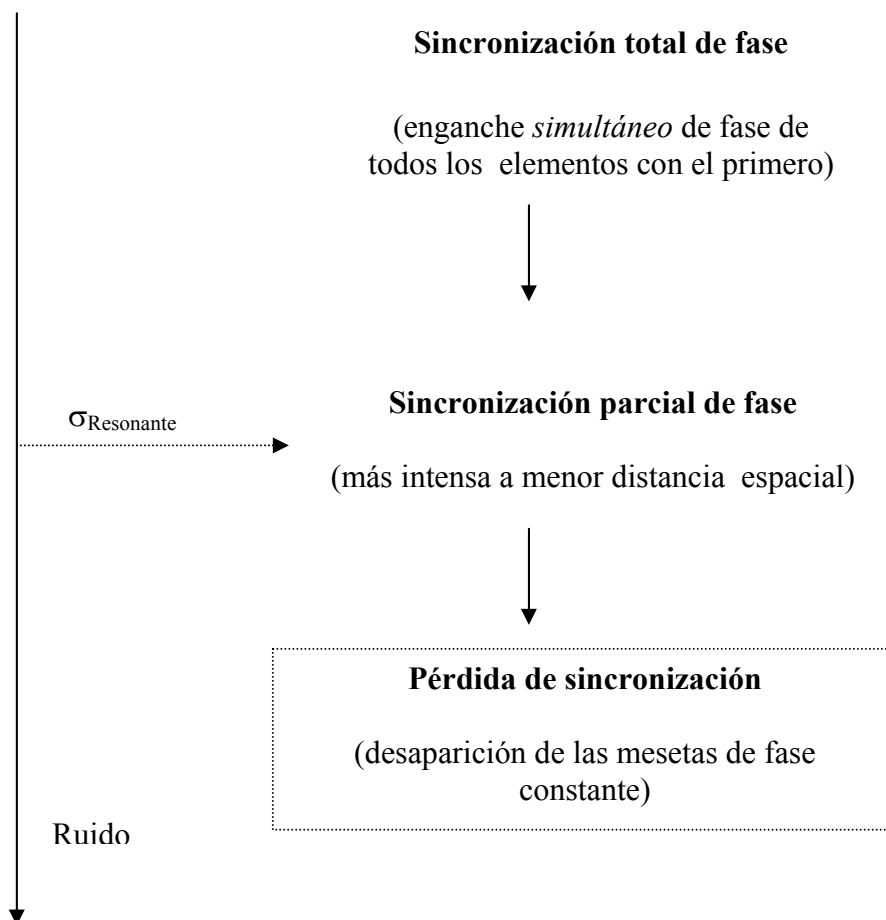 Sincronización total de fase
(enganche simultáneo de fase de
todos los elementos con el primero)
σResonante
Sincronización parcial de fase
(más intensa a menor distancia espacial)
Pérdida de sincronización
(desaparición de las mesetas de fase
constante)
Ruido